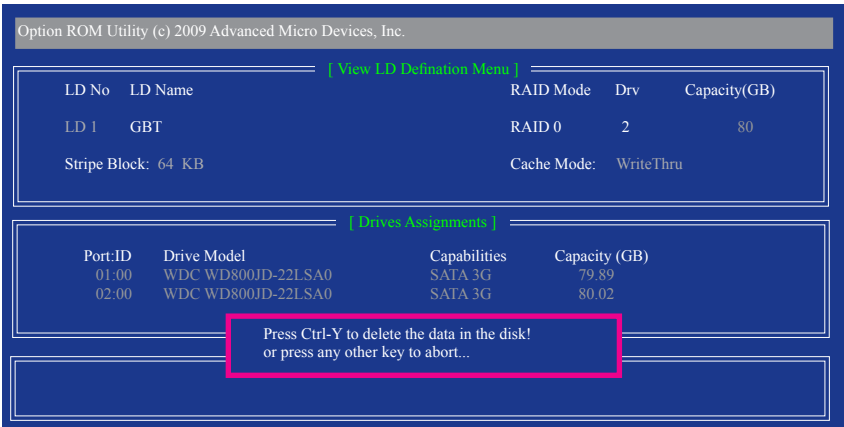 Option ROM Utility (c) 2009 Advanced Micro Devices, Inc.
[ View LD Defination Menu ]
LD No LD Name RAID Mode Drv Capacity(GB)
LD 1 GBT RAID 0 2 80
Stripe Block: 64 KB Cache Mode: WriteThru
[ Drives Assignments ]
Port:ID Drive Model Capabilities Capacity (GB)
01:00 WDC WD800JD-22LSA0 SATA 3G 79.89
02:00 WDC WD800JD-22LSA0 SATA 3G 80.02
Press Ctrl-Y to delete the data in the disk!
or press any other key to abort...